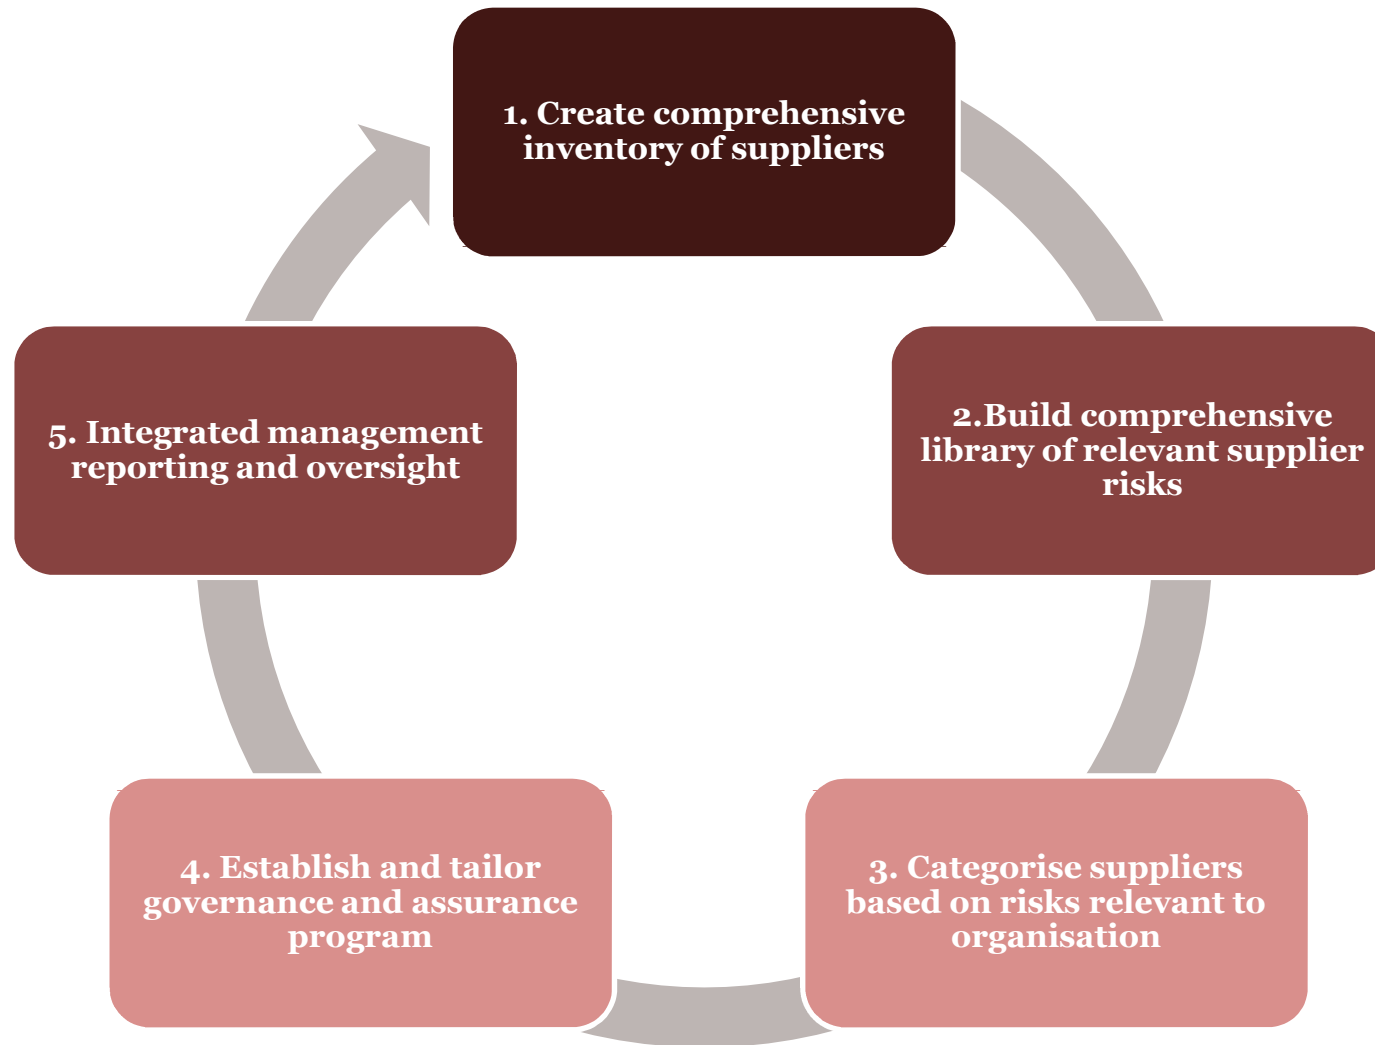 1. Create comprehensive
inventory of suppliers
2.Build comprehensive
library of relevant supplier
risks
3. Categorise suppliers
based on risks relevant to
organisation
4. Establish and tailor
governance and assurance
program
5. Integrated management
reporting and oversight